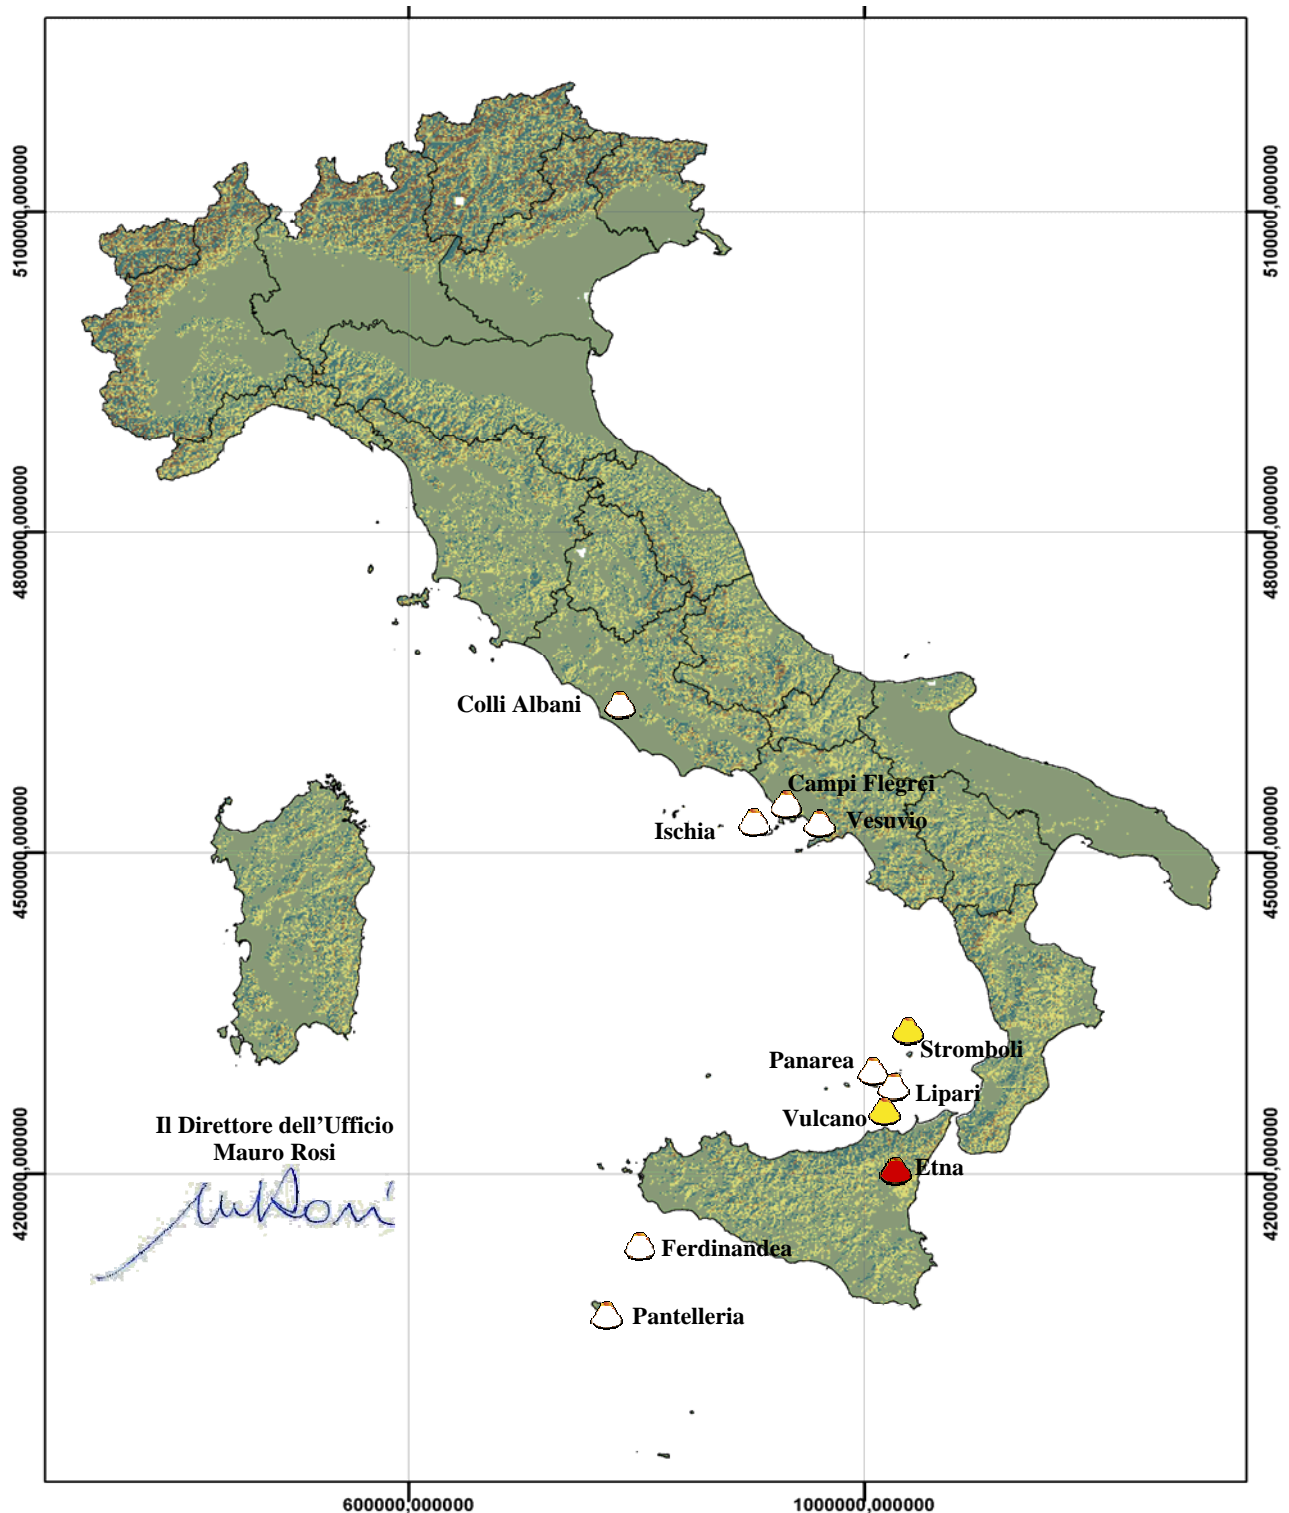 5100000,000000
5100000,000000
4800000,000000
4800000,000000
Colli Albani
Campi Flegrei
Ischia
Vesuvio
4500000,000000
4500000,000000
Stromboli
Panarea
Lipari
Vulcano
Il Direttore dell'Ufficio
Mauro Rosi
Etna
4200000,000000
4200000,000000
Ferdinandea
Pantelleria
600000,000000
1000000,000000